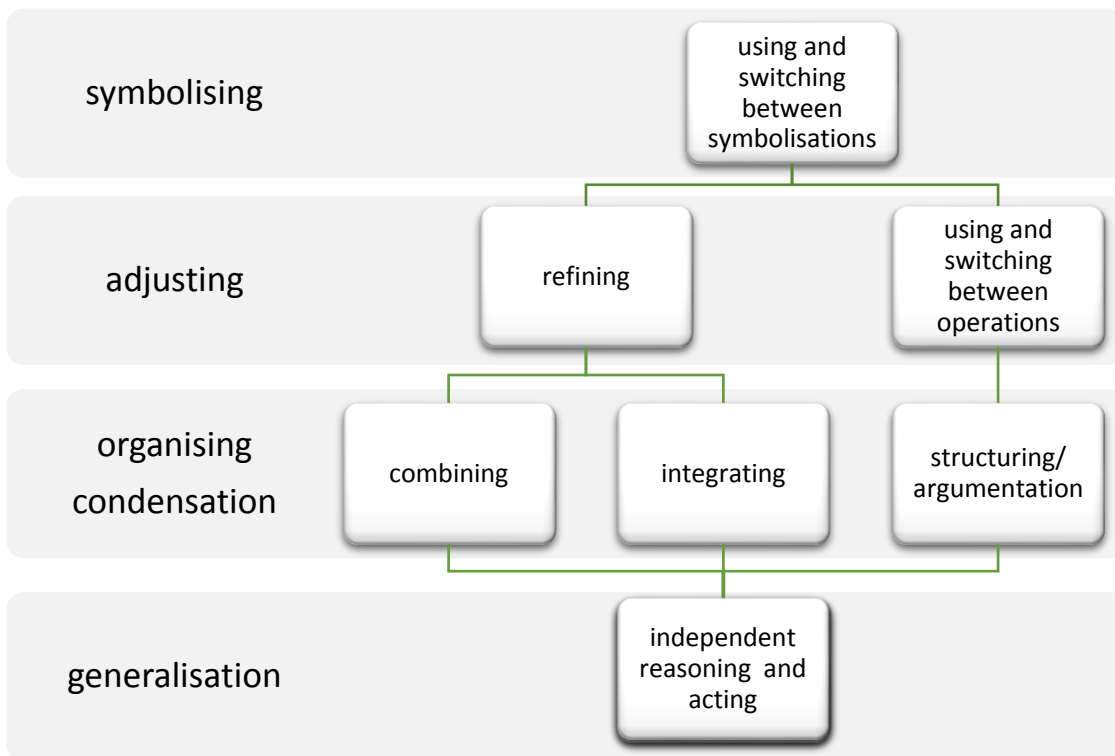 symbolising
using and
switching
between
symbolisations
adjusting
refining
using and
switching
between
operations
organising
condensation
combining
integrating
structuring/
argumentation
generalisation
independent
reasoning  and
acting